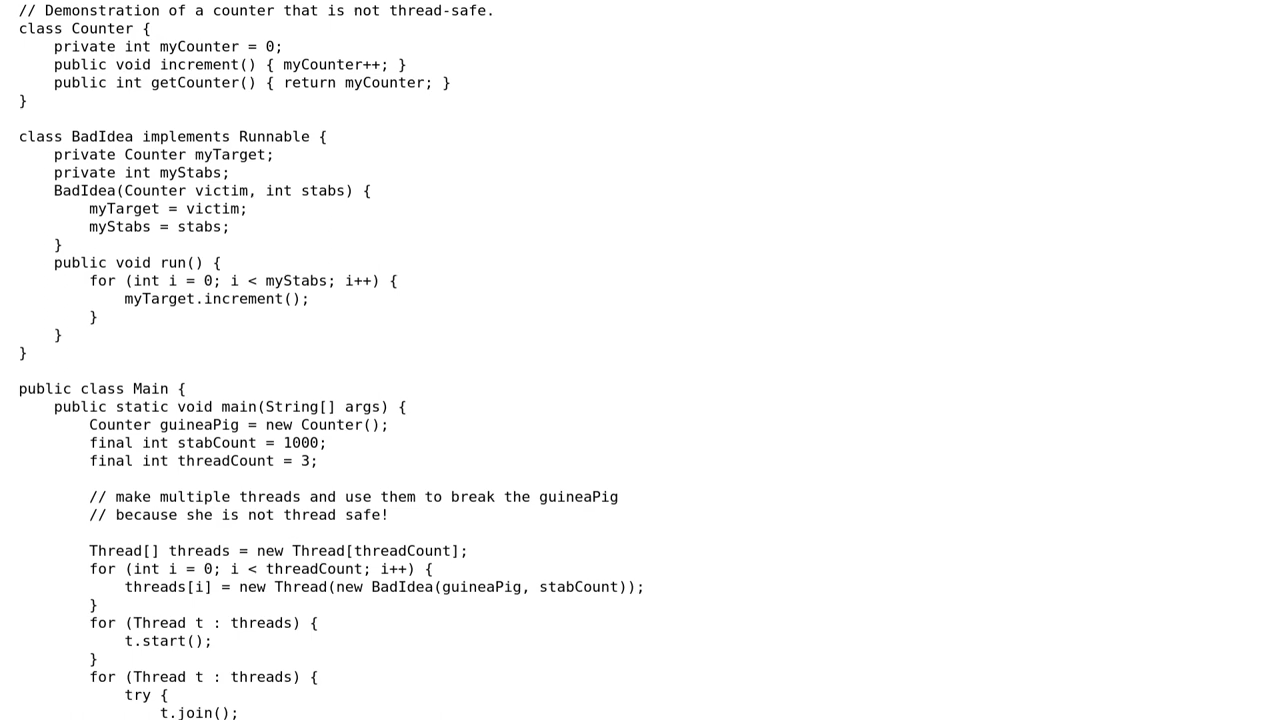 // Demonstration of a counter that is not thread-safe.
class Counter {
    private int myCounter = 0;
    public void increment() { myCounter++; }
    public int getCounter() { return myCounter; }
}

class BadIdea implements Runnable {
    private Counter myTarget;
    private int myStabs;
    BadIdea(Counter victim, int stabs) {
        myTarget = victim;
        myStabs = stabs;
    }
    public void run() {
        for (int i = 0; i < myStabs; i++) {
            myTarget.increment();
        }
    }
}

public class Main {
    public static void main(String[] args) {
        Counter guineaPig = new Counter();
        final int stabCount = 1000;
        final int threadCount = 3;

        // make multiple threads and use them to break the guineaPig
        // because she is not thread safe!

        Thread[] threads = new Thread[threadCount];
        for (int i = 0; i < threadCount; i++) {
            threads[i] = new Thread(new BadIdea(guineaPig, stabCount));
        }
        for (Thread t : threads) {
            t.start();
        }
        for (Thread t : threads) {
            try {
                t.join();